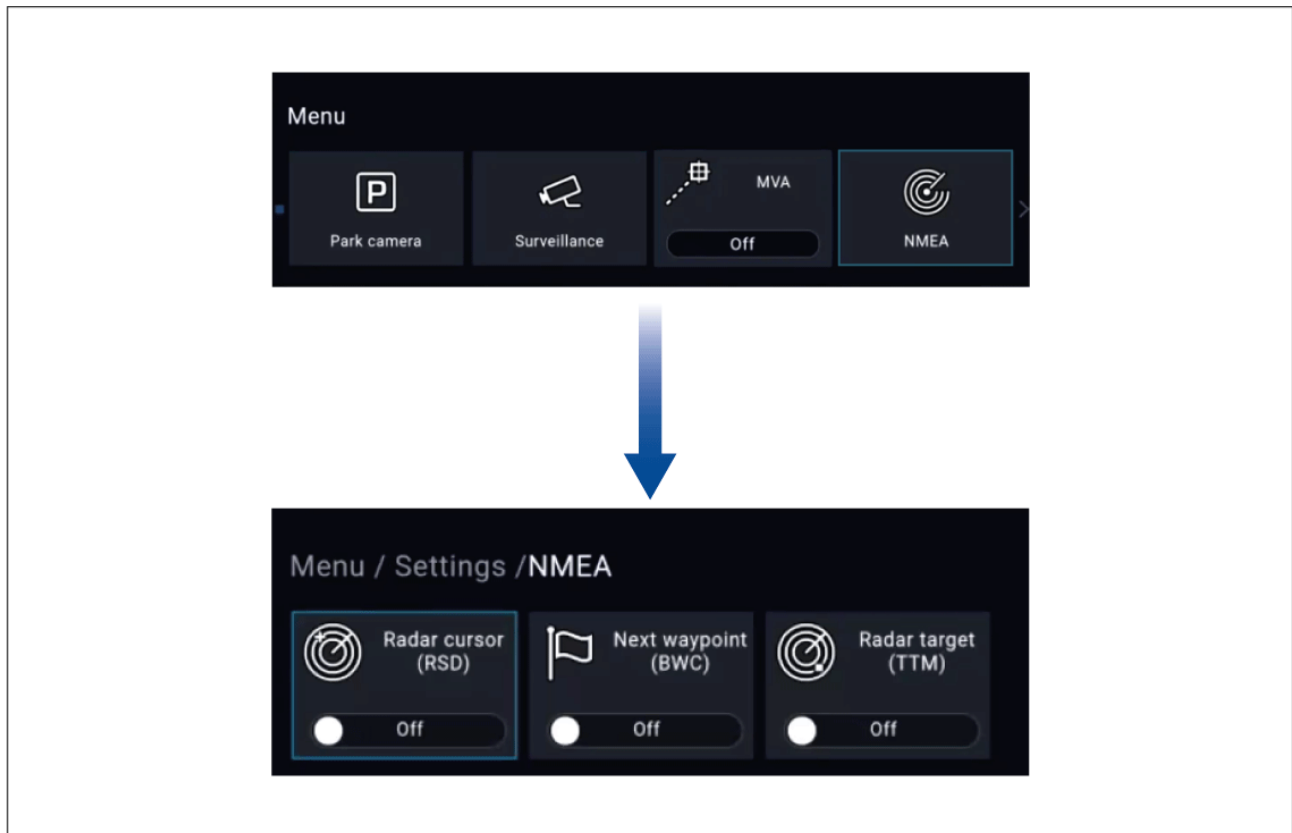 Menu
P
Park camera
Surveillance
MVA
Off
NMEA
Menu / Settings /NMEA
Radar cursor
(RSD)
Off
Next waypoint
(BWC)
Off
Radar target
(TTM)
Off